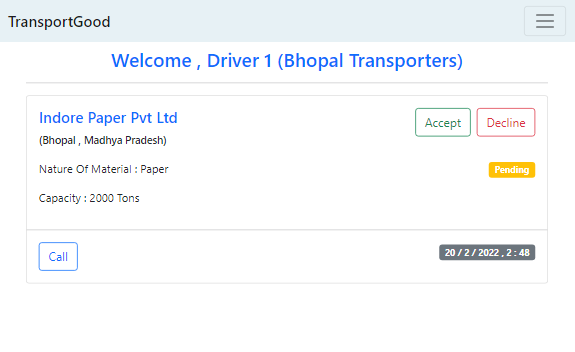 TransportGood
Welcome , Driver 1 (Bhopal Transporters)
Indore Paper Pvt Ltd
Accept
Decline
(Bhopal , Madhya Pradesh)
Nature Of Material : Paper
Pending
Capacity : 2000 Tons
Call
20 / 2 / 2022 , 2 : 48